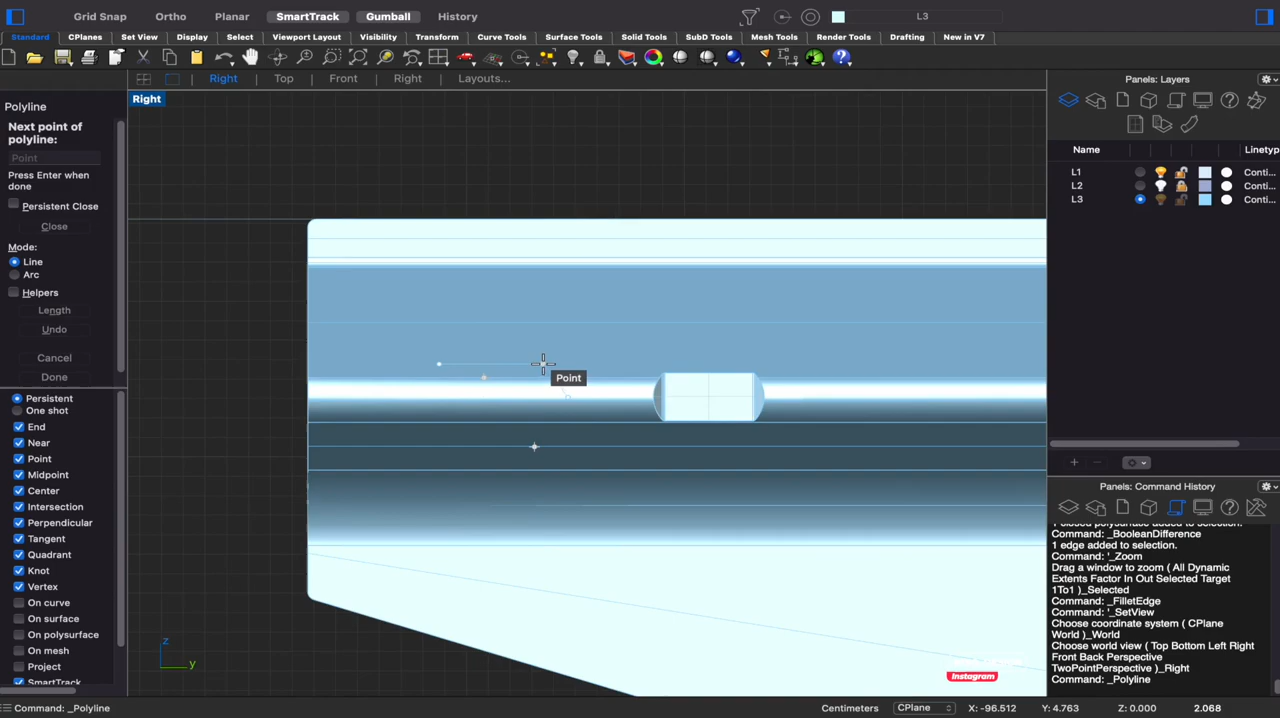 Grid Snap Ortho Planar SmartTrack Gumball History L3
Standard CPlanes Set View Display Select Viewport Layout Visibility Transform Curve Tools Surface Tools Solid Tools SubD Tools Mesh Tools Render Tools Drafting New in V7
Right Top Front Right Layouts... Panels: Layers
Right
Polyline
Next point of
polyline:
Point
Press Enter when
done
Persistent Close
Close
Mode:
Line
Arc
Helpers
Length
Undo
Cancel
Done
Persistent
One shot
End
Near
Point
Midpoint
Center
Intersection
Perpendicular
Tangent
Quadrant
Knot
Vertex
On curve
On surface
On polysurface
On mesh
Project
SmartTrack
Point
z
y
Instagram
Name Linetyp
L1 Conti...
L2 Conti...
L3 Conti...
Panels: Command History
1 closed polysurface added to selection.
Command: _BooleanDifference
1 edge added to selection.
Command: '_Zoom
Drag a window to zoom ( All Dynamic
Extents Factor In Out Selected Target
1To1 )_Selected
Command: _FilletEdge
Command: '_SetView
Choose coordinate system ( CPlane
World )_World
Choose world view ( Top Bottom Left Right
Front Back Perspective
TwoPointPerspective )_Right
Command: _Polyline
Command: _Polyline Centimeters CPlane X: -96.512 Y: 4.763 Z: 0.000 2.068